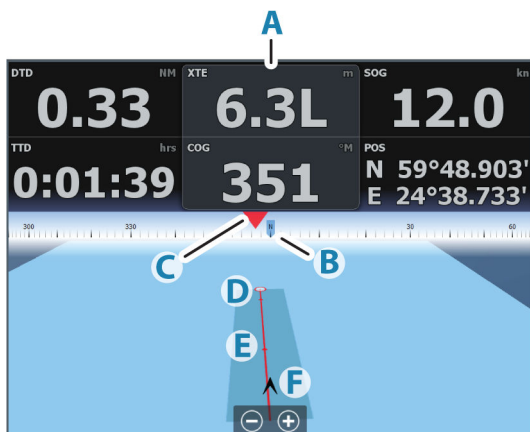 A
DTD NM XTE m SOG kn
0.33 6.3L 12.0
TTD hrs COG °M POS
0:01:39 351 N 59°48.903'
E 24°38.733'
300 330 N 30 60
C B
D
E
F